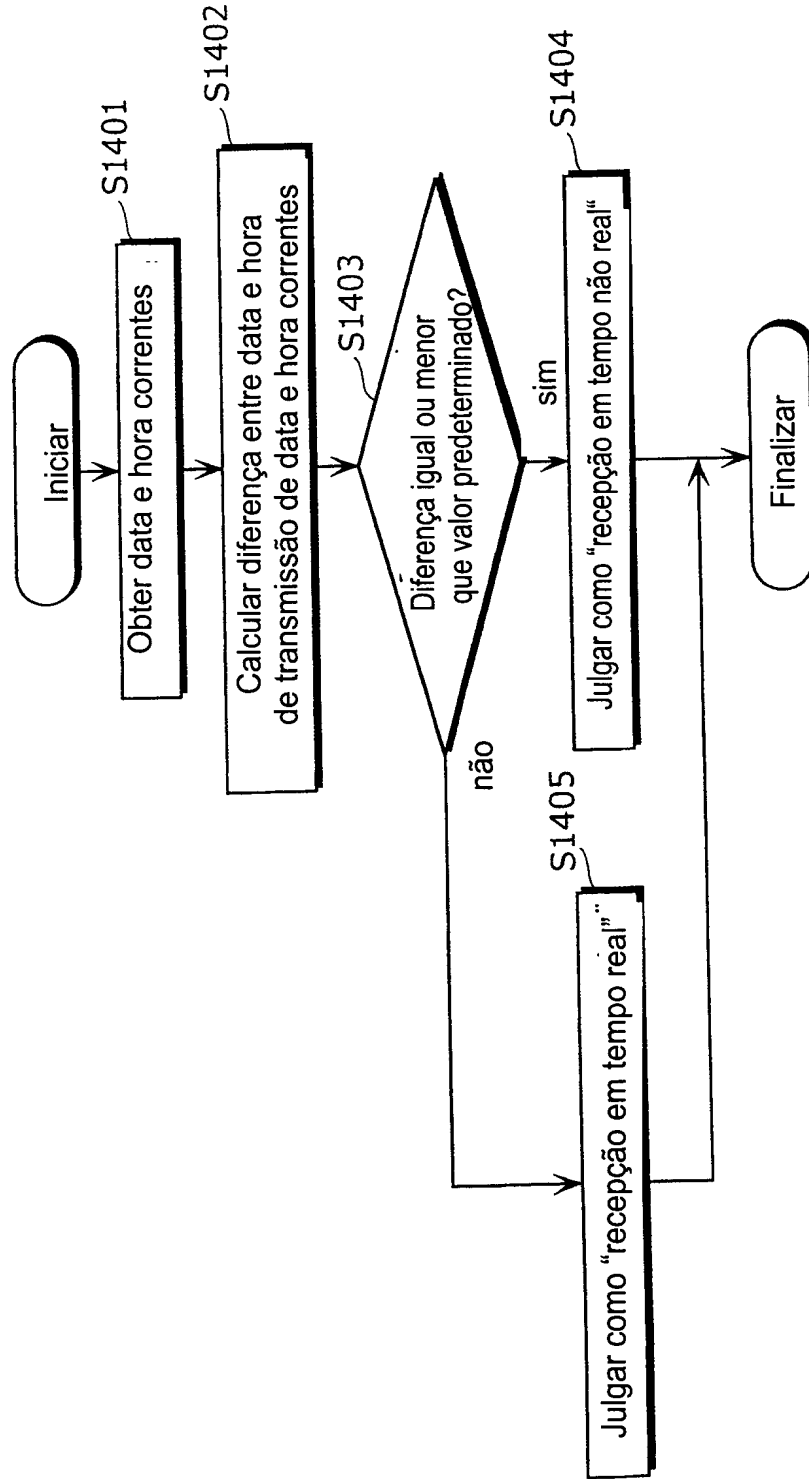 Iniciar
S1401
Obter data e hora correntes
S1402
Calcular diferença entre data e hora
de transmissão de data e hora correntes
S1403
Diferença igual ou menor
que valor predeterminado?
não
sim
S1405
Julgar como “recepção em tempo real”
S1404
Julgar como “recepção em tempo não real“
Finalizar